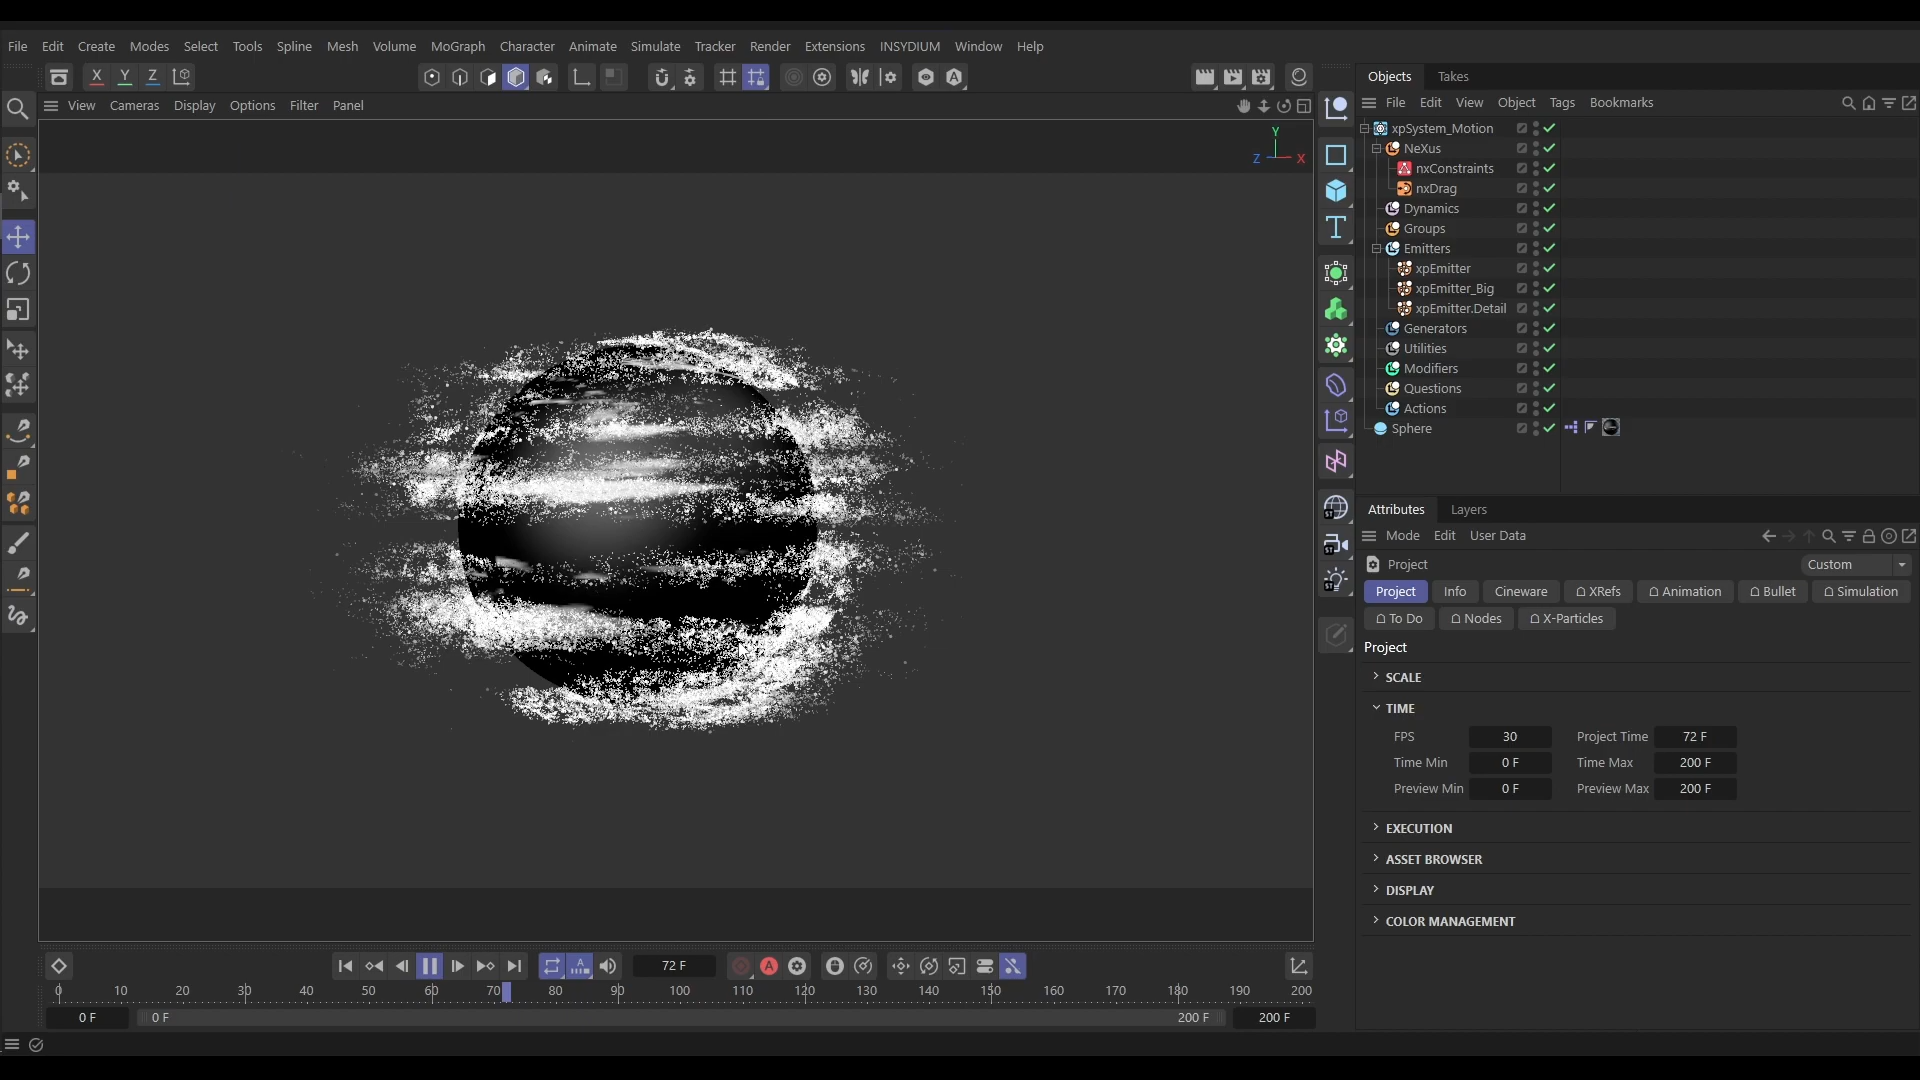 File Edit Create Modes Select Tools Spline Mesh Volume MoGraph Character Animate Simulate Tracker Render Extensions INSYDIUM Window Help
X Y Z
Objects Takes
View Cameras Display Options Filter Panel
File Edit View Object Tags Bookmarks
Y
Z X
xpSystem_Motion
NeXus
nxConstraints
nxDrag
Dynamics
Groups
Emitters
xpEmitter
xpEmitter_Big
xpEmitter.Detail
Generators
Utilities
Modifiers
Questions
Actions
Sphere
Attributes Layers
Mode Edit User Data
Project Custom
Project Info Cineware XRefs Animation Bullet Simulation
To Do Nodes X-Particles
Project
SCALE
TIME
FPS 30 Project Time 72 F
Time Min 0 F Time Max 200 F
Preview Min 0 F Preview Max 200 F
EXECUTION
ASSET BROWSER
DISPLAY
COLOR MANAGEMENT
72 F
0 10 20 30 40 50 60 70 80 90 100 110 120 130 140 150 160 170 180 190 200
0 F 0 F 200 F 200 F